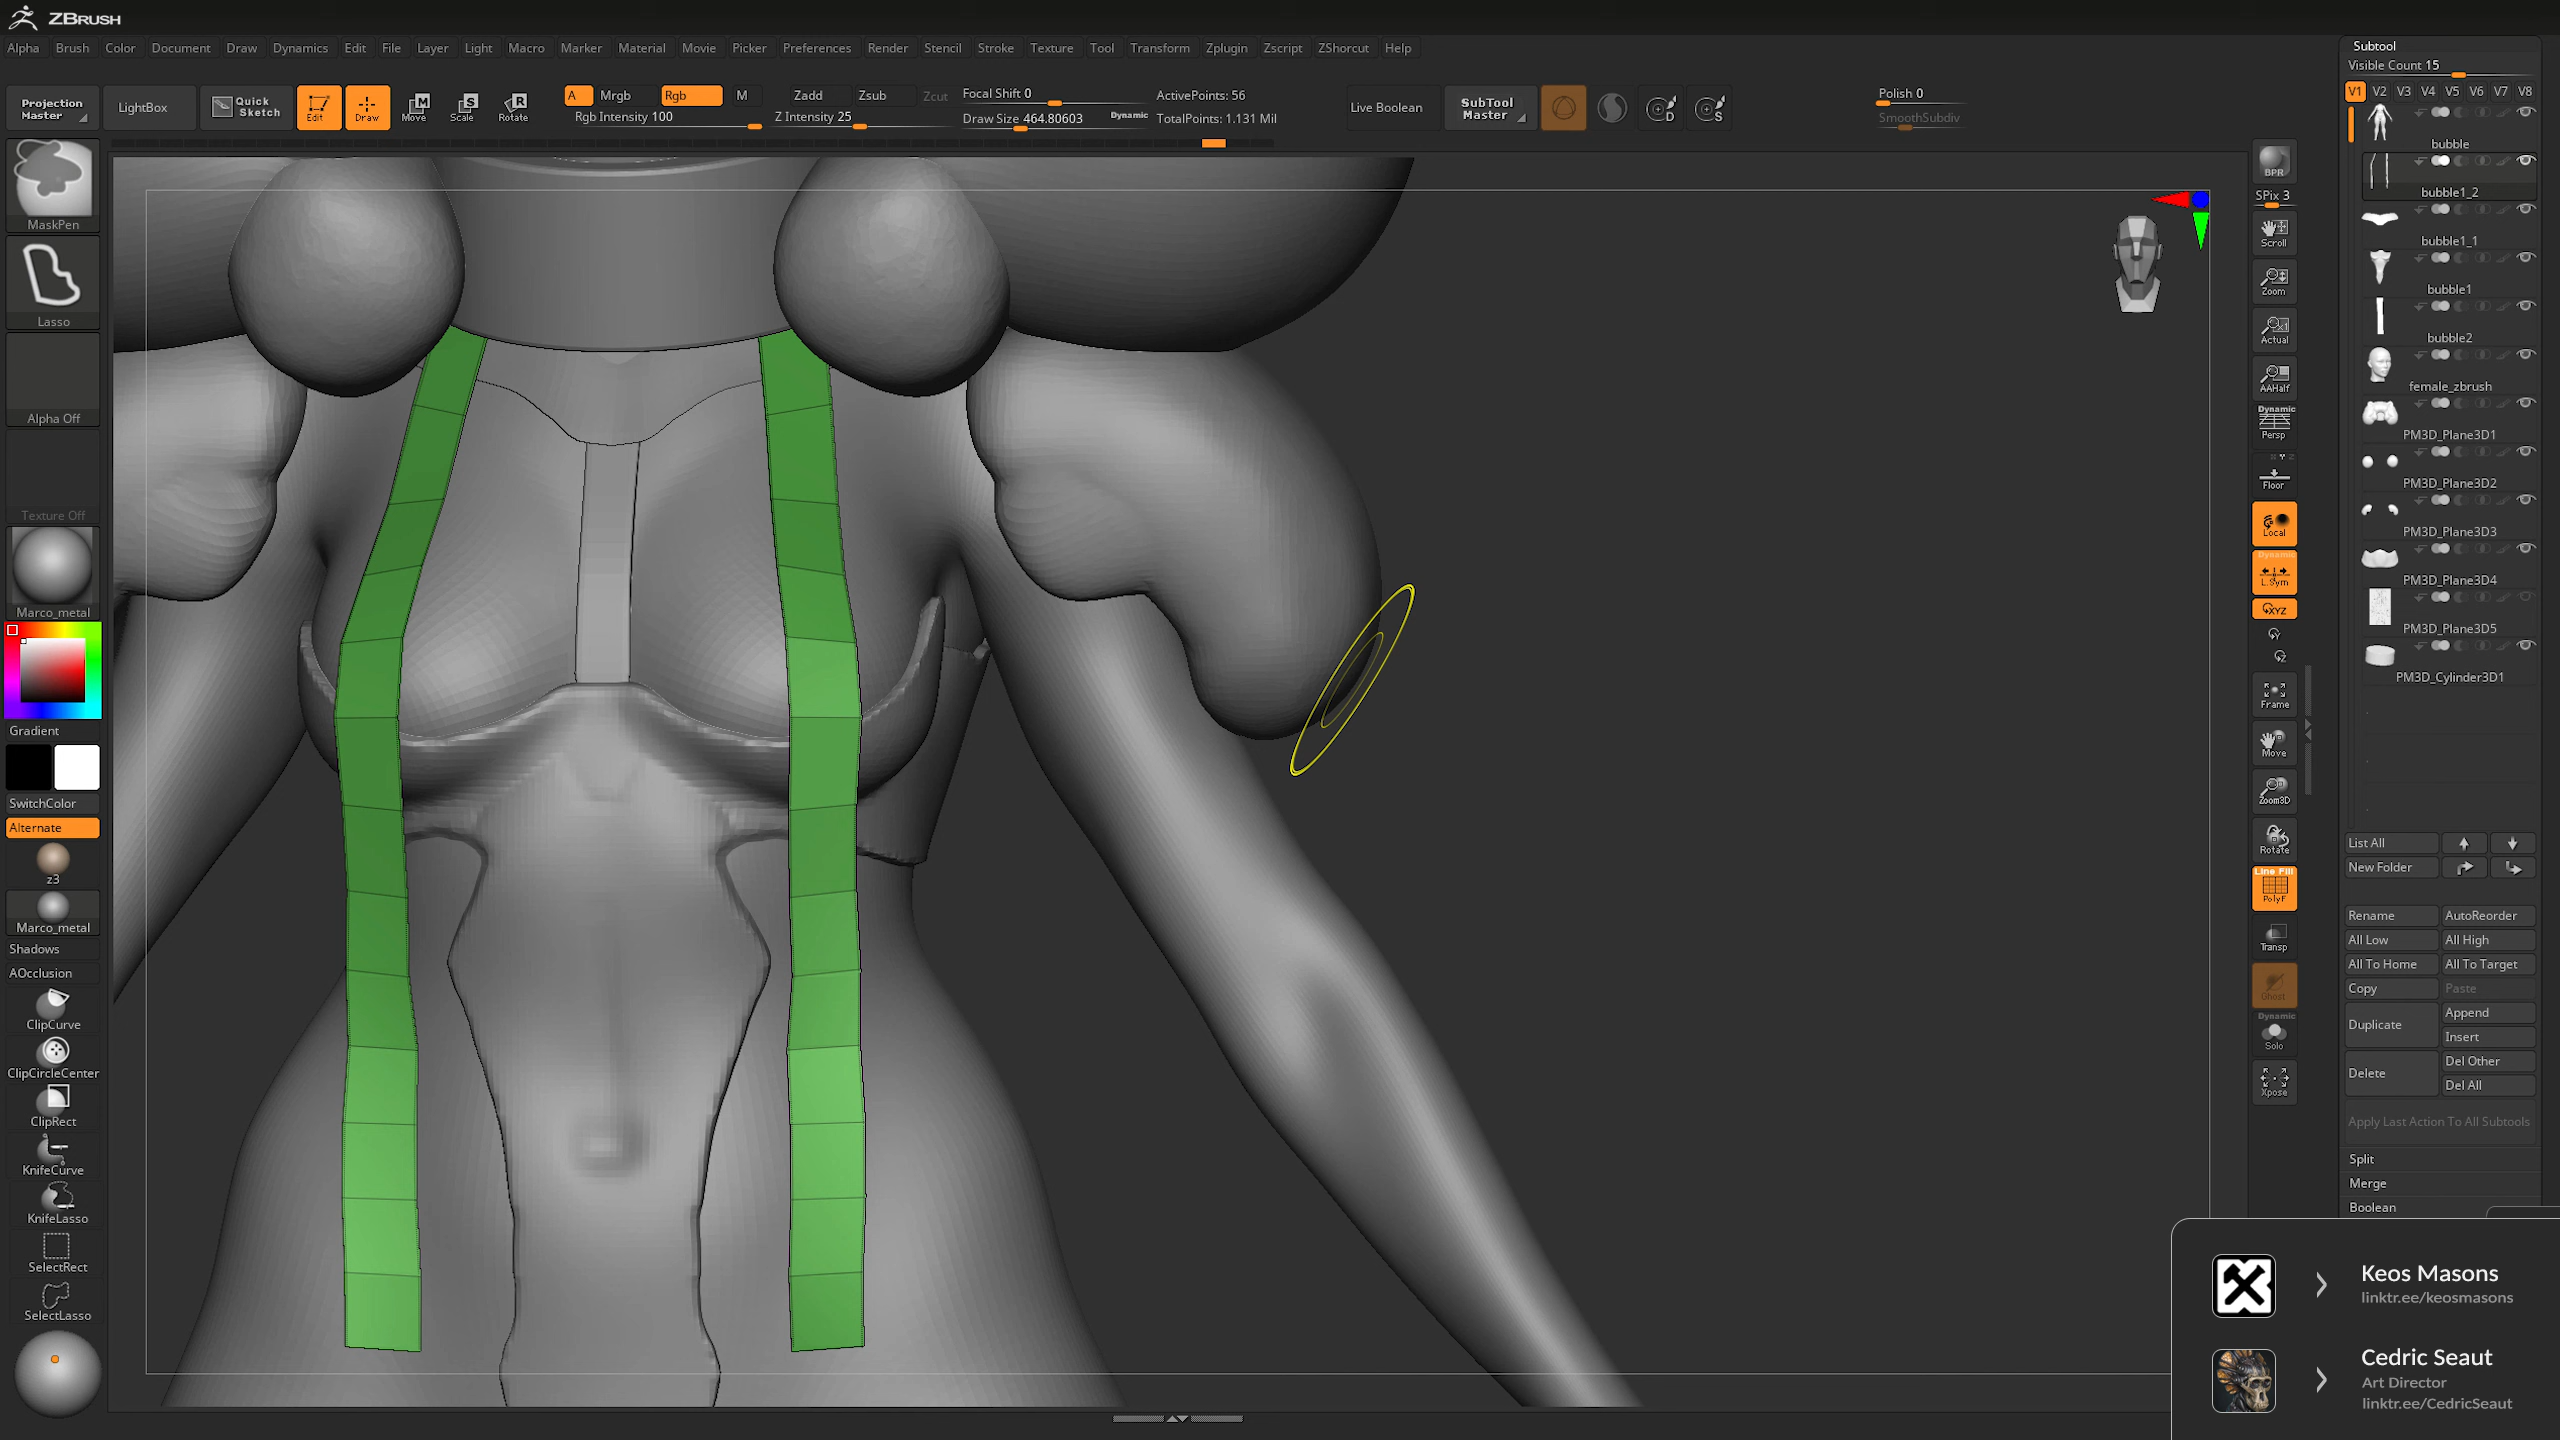 ZBRUSH
Alpha Brush Color Document Draw Dynamics Edit File Layer Light Macro Marker Material Movie Picker Preferences Render Stencil Stroke Texture Tool Transform Zplugin Zscript ZShorcut Help
Projection Master
LightBox
Quick Sketch
Edit
Draw
Move
Scale
Rotate
A Mrgb Rgb M
Rgb Intensity 100
Zadd Zsub Zcut
Z Intensity 25
Focal Shift 0
Draw Size 464.80603
Dynamic
ActivePoints: 56
TotalPoints: 1.131 Mil
Live Boolean
SubTool Master
Polish 0
SmoothSubdiv
MaskPen
Lasso
Alpha Off
Texture Off
Marco_metal
Gradient
SwitchColor
Alternate
z3
Marco_metal
Shadows
AOcclusion
ClipCurve
ClipCircleCenter
ClipRect
KnifeCurve
KnifeLasso
SelectRect
SelectLasso
BPR
SPix 3
Scroll
Zoom
Actual
AAHalf
Dynamic
Persp
Floor
Local
Dynamic
L.Sym
XYZ
Frame
Move
Zoom3D
Rotate
Line Fill
PolyF
Transp
Ghost
Dynamic
Solo
Xpose
Subtool
Visible Count 15
V1 V2 V3 V4 V5 V6 V7 V8
bubble
bubble1_2
bubble1_1
bubble1
bubble2
female_zbrush
PM3D_Plane3D1
PM3D_Plane3D2
PM3D_Plane3D3
PM3D_Plane3D4
PM3D_Plane3D5
PM3D_Cylinder3D1
List All
New Folder
Rename AutoReorder
All Low All High
All To Home All To Target
Copy Paste
Duplicate Append
Insert
Delete Del Other
Del All
Apply Last Action To All Subtools
Split
Merge
Boolean
Keos Masons
linktr.ee/keosmasons
Cedric Seaut
Art Director
linktr.ee/CedricSeaut